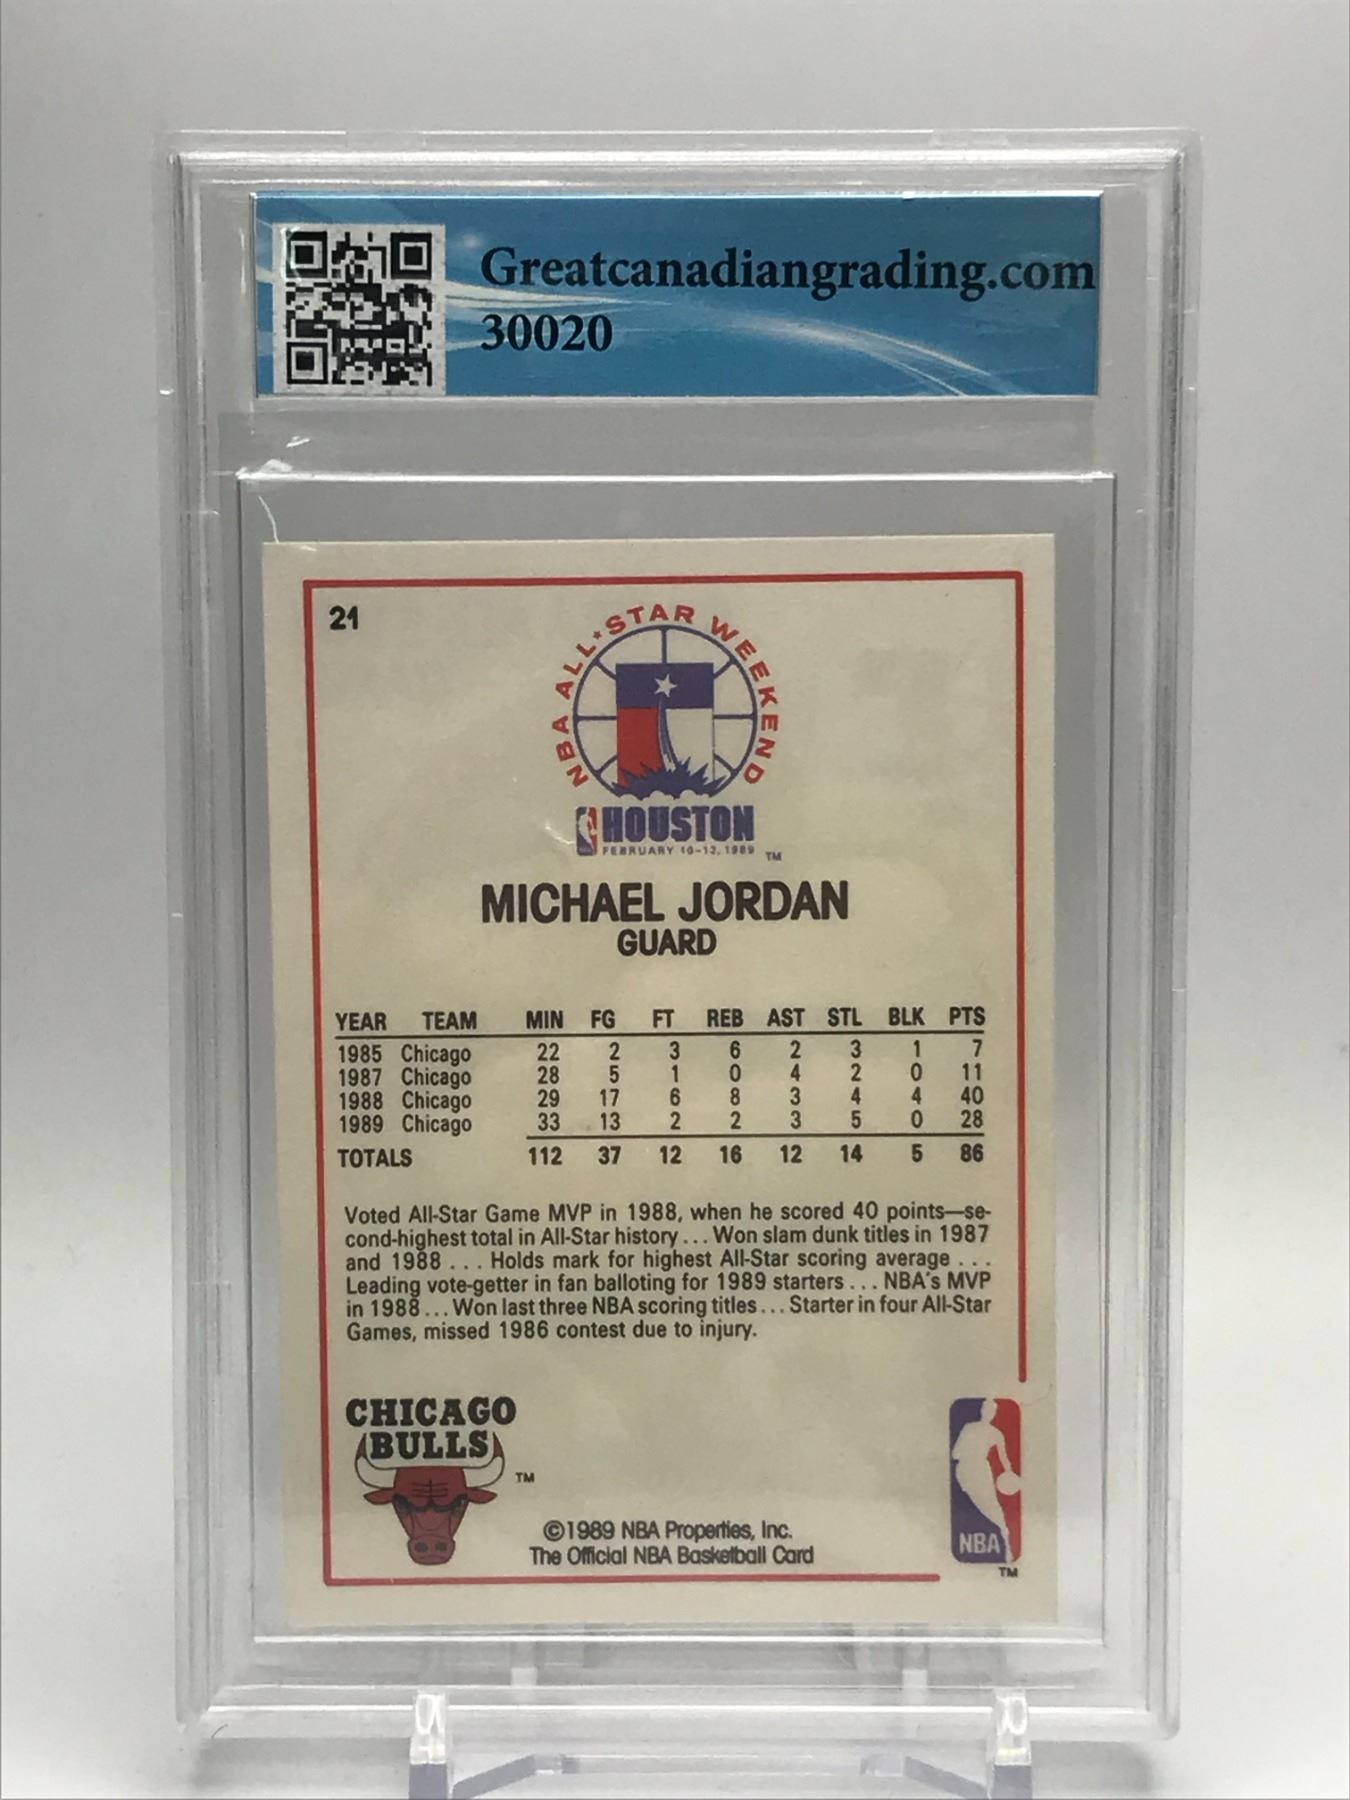 Greatcanadiangrading.com
30020
21
NBA ALL★STAR WEEKEND
HOUSTON
FEBRUARY 10-12, 1989 TM
MICHAEL JORDAN
GUARD
YEAR TEAM MIN FG FT REB AST STL BLK PTS
1985 Chicago 22 2 3 6 2 3 1 7
1987 Chicago 28 5 1 0 4 2 0 11
1988 Chicago 29 17 6 8 3 4 4 40
1989 Chicago 33 13 2 2 3 5 0 28
TOTALS 112 37 12 16 12 14 5 86
Voted All-Star Game MVP in 1988, when he scored 40 points—se-
cond-highest total in All-Star history . . . Won slam dunk titles in 1987
and 1988 . . . Holds mark for highest All-Star scoring average . . .
Leading vote-getter in fan balloting for 1989 starters . . . NBA's MVP
in 1988 . . . Won last three NBA scoring titles . . . Starter in four All-Star
Games, missed 1986 contest due to injury.
CHICAGO
BULLS
TM
©1989 NBA Properties, Inc.
The Official NBA Basketball Card
NBA
TM